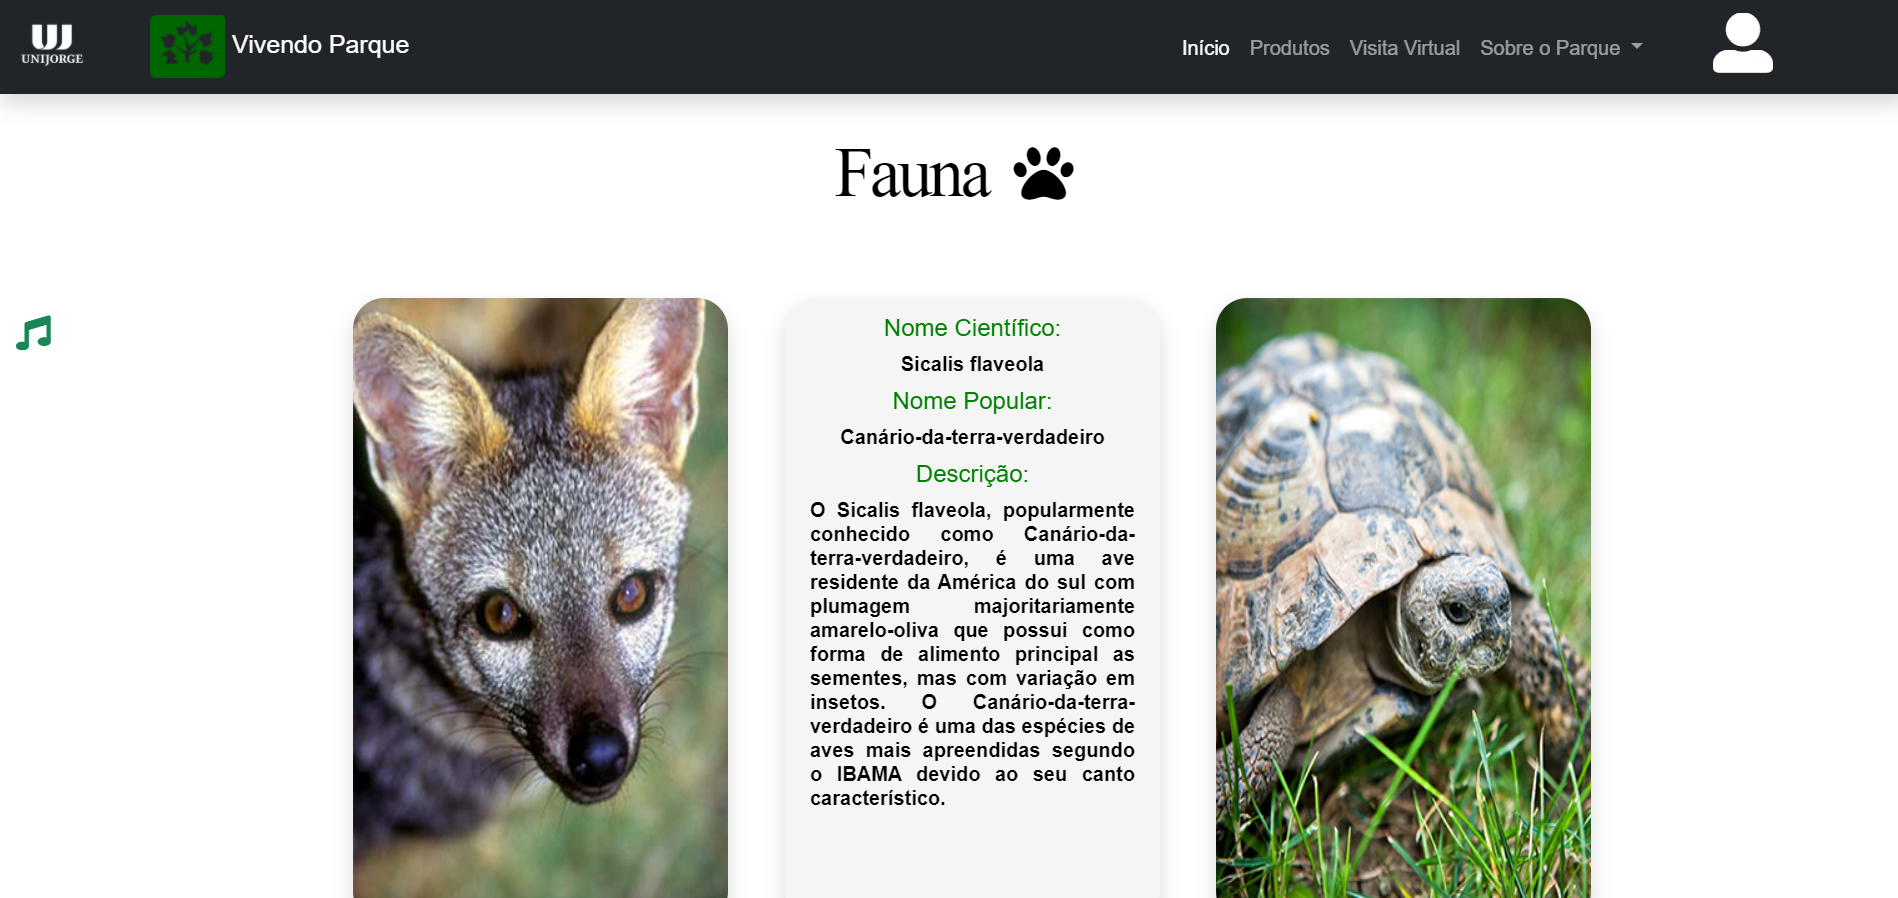 UNIJORGE
Vivendo Parque
Início Produtos Visita Virtual Sobre o Parque
Fauna
Nome Científico:
Sicalis flaveola
Nome Popular:
Canário-da-terra-verdadeiro
Descrição:
O Sicalis flaveola, popularmente
conhecido como Canário-da-
terra-verdadeiro, é uma ave
residente da América do sul com
plumagem majoritariamente
amarelo-oliva que possui como
forma de alimento principal as
sementes, mas com variação em
insetos. O Canário-da-terra-
verdadeiro é uma das espécies de
aves mais apreendidas segundo
o IBAMA devido ao seu canto
característico.